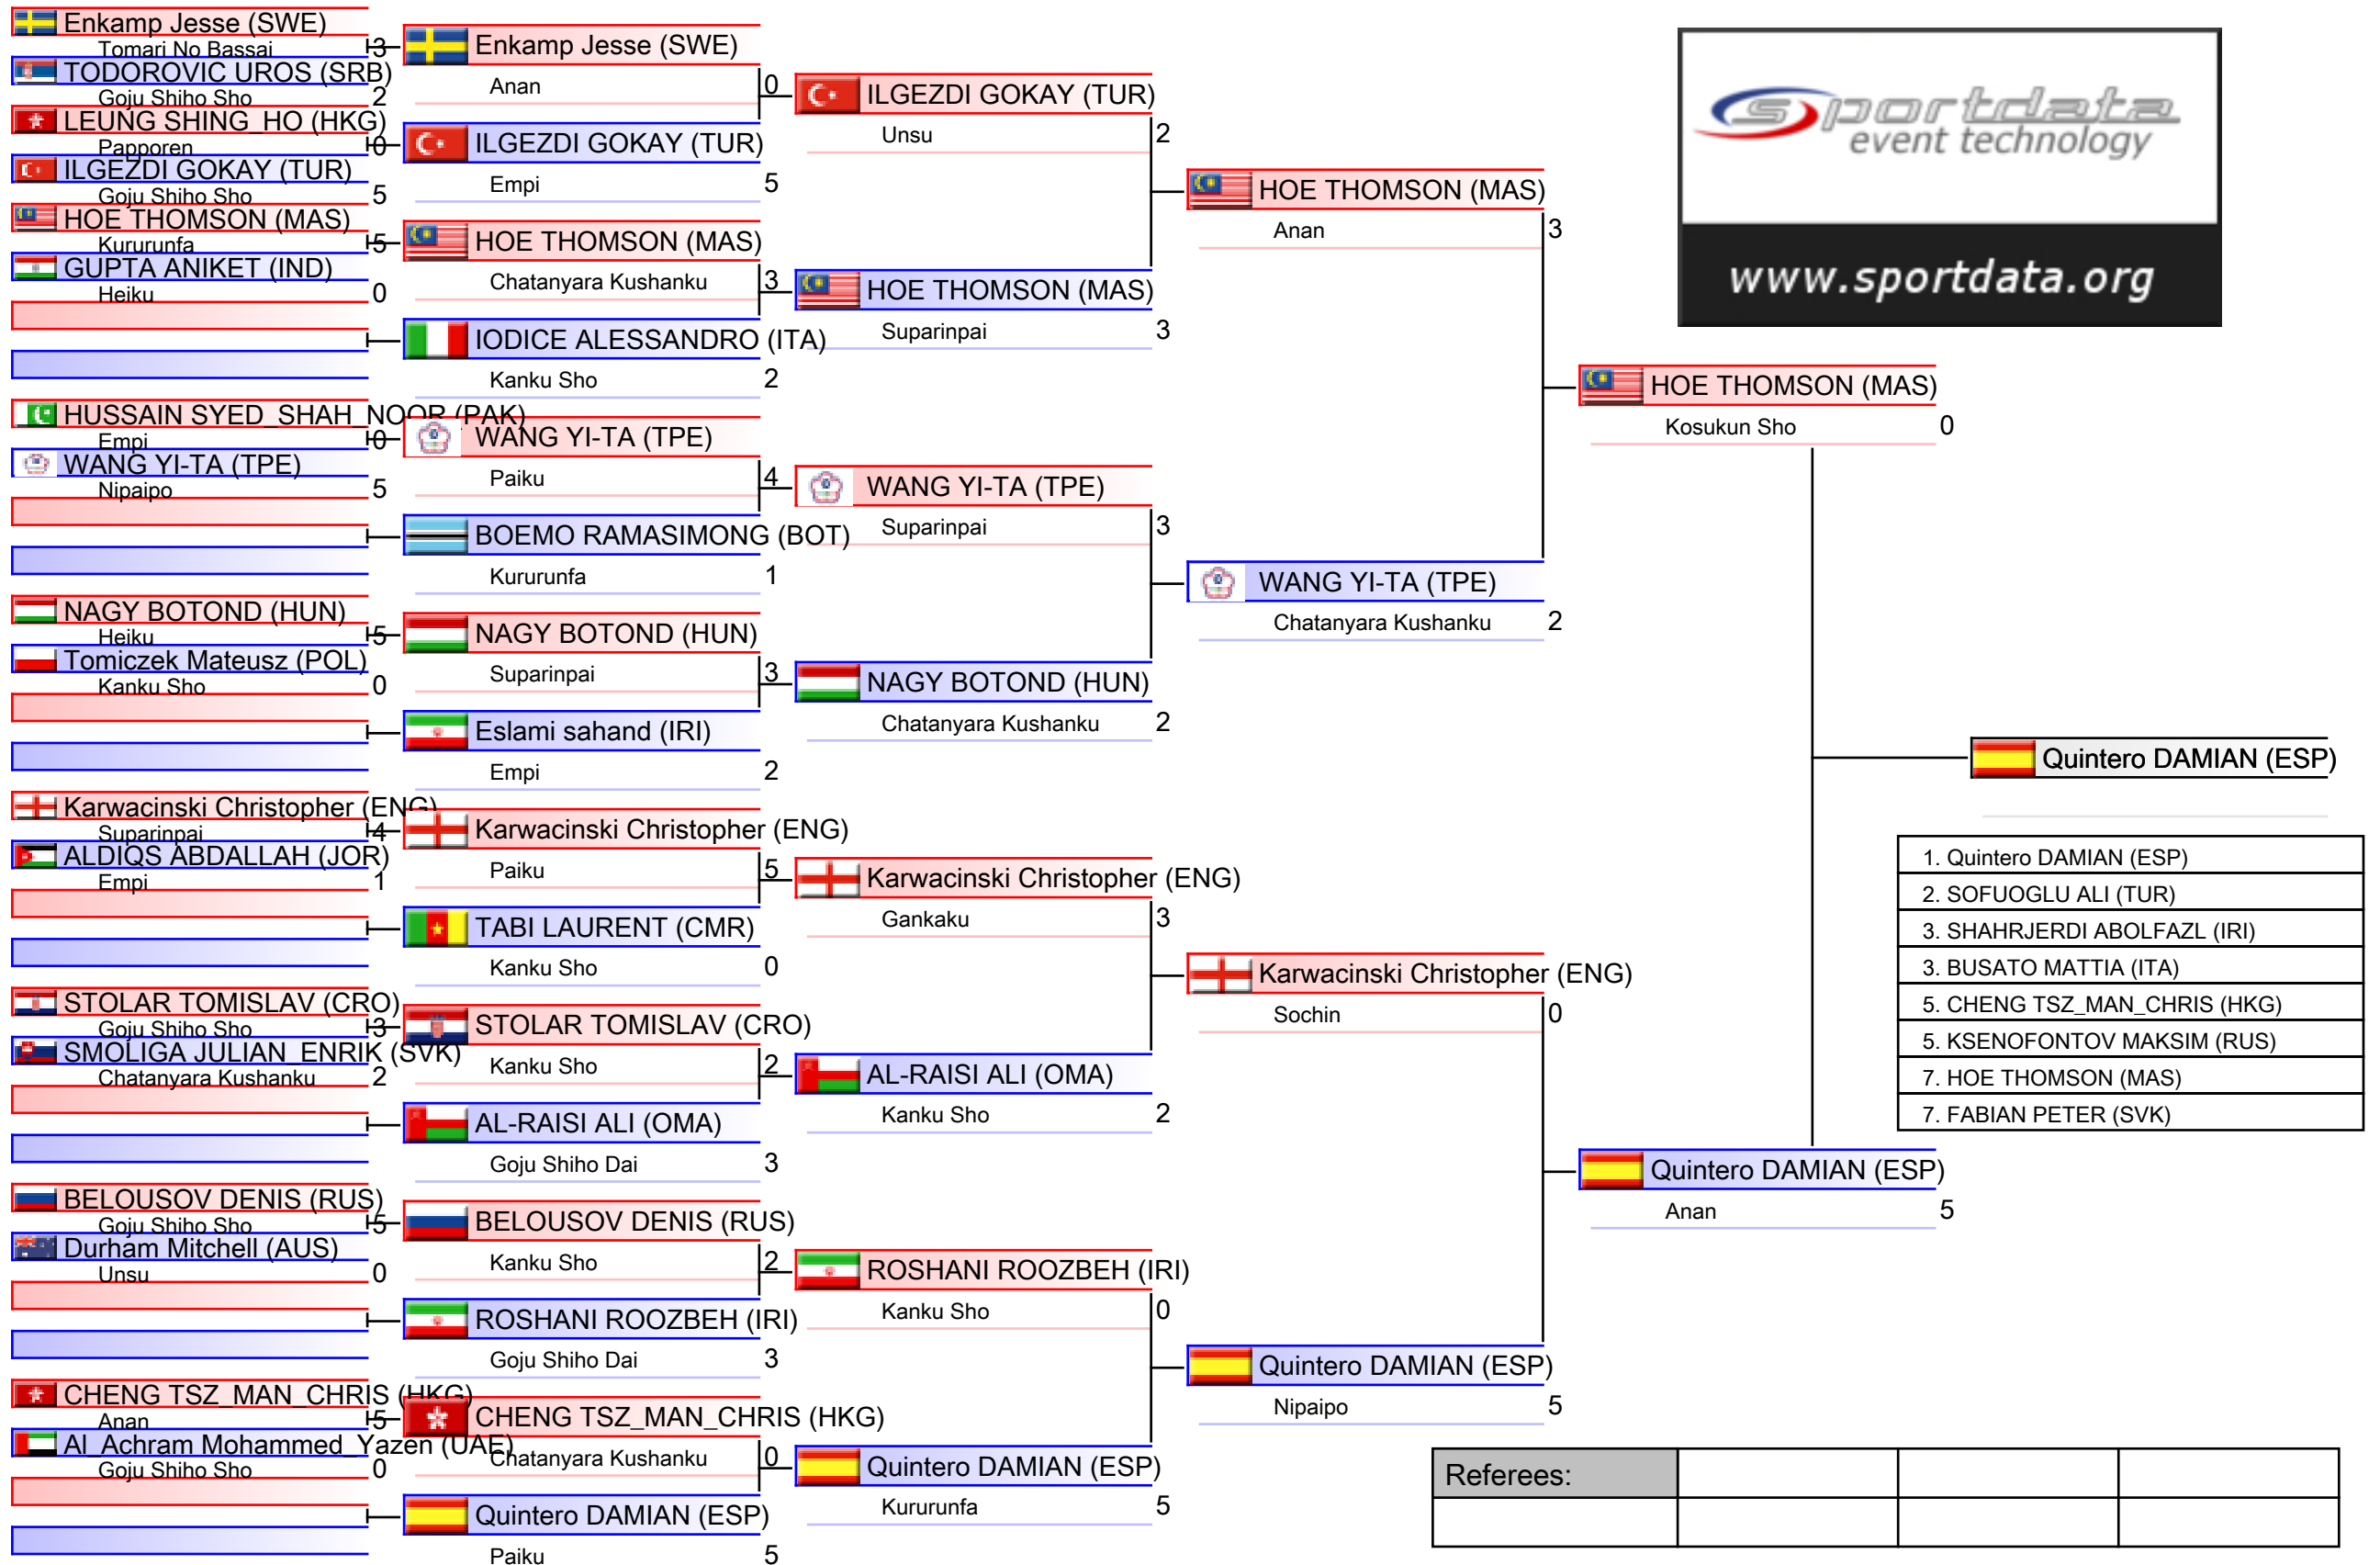 Enkamp Jesse (SWE)
Tomari No Bassai
3
TODOROVIC UROS (SRB)
Goju Shiho Sho
2
LEUNG SHING_HO (HKG)
Papporen
0
ILGEZDI GOKAY (TUR)
Goju Shiho Sho
5
HOE THOMSON (MAS)
Kururunfa
5
GUPTA ANIKET (IND)
Heiku
0
HUSSAIN SYED_SHAH_NOOR (PAK)
Empi
0
WANG YI-TA (TPE)
Nipaipo
5
NAGY BOTOND (HUN)
Heiku
5
Tomiczek Mateusz (POL)
Kanku Sho
0
Karwacinski Christopher (ENG)
Suparinpai
4
ALDIQS ABDALLAH (JOR)
Empi
1
STOLAR TOMISLAV (CRO)
Goju Shiho Sho
3
SMOLIGA JULIAN_ENRIK (SVK)
Chatanyara Kushanku
2
BELOUSOV DENIS (RUS)
Goju Shiho Sho
5
Durham Mitchell (AUS)
Unsu
0
CHENG TSZ_MAN_CHRIS (HKG)
Anan
5
Al_Achram Mohammed_Yazen (UAE)
Goju Shiho Sho
0
Enkamp Jesse (SWE)
Anan
0
ILGEZDI GOKAY (TUR)
Empi
5
HOE THOMSON (MAS)
Chatanyara Kushanku
3
IODICE ALESSANDRO (ITA)
Kanku Sho
2
WANG YI-TA (TPE)
Paiku
4
BOEMO RAMASIMONG (BOT)
Kururunfa
1
NAGY BOTOND (HUN)
Suparinpai
3
Eslami sahand (IRI)
Empi
2
Karwacinski Christopher (ENG)
Paiku
5
TABI LAURENT (CMR)
Kanku Sho
0
STOLAR TOMISLAV (CRO)
Kanku Sho
2
AL-RAISI ALI (OMA)
Goju Shiho Dai
3
BELOUSOV DENIS (RUS)
Kanku Sho
2
ROSHANI ROOZBEH (IRI)
Goju Shiho Dai
3
CHENG TSZ_MAN_CHRIS (HKG)
Chatanyara Kushanku
0
Quintero DAMIAN (ESP)
Paiku
5
ILGEZDI GOKAY (TUR)
Unsu
2
HOE THOMSON (MAS)
Suparinpai
3
WANG YI-TA (TPE)
Suparinpai
3
NAGY BOTOND (HUN)
Chatanyara Kushanku
2
Karwacinski Christopher (ENG)
Gankaku
3
AL-RAISI ALI (OMA)
Kanku Sho
2
ROSHANI ROOZBEH (IRI)
Kanku Sho
0
Quintero DAMIAN (ESP)
Kururunfa
5
HOE THOMSON (MAS)
Anan
3
WANG YI-TA (TPE)
Chatanyara Kushanku
2
Karwacinski Christopher (ENG)
Sochin
0
Quintero DAMIAN (ESP)
Nipaipo
5
HOE THOMSON (MAS)
Kosukun Sho
0
Quintero DAMIAN (ESP)
Anan
5
Quintero DAMIAN (ESP)
sportdata
event technology
www.sportdata.org
1. Quintero DAMIAN (ESP)
2. SOFUOGLU ALI (TUR)
3. SHAHRJERDI ABOLFAZL (IRI)
3. BUSATO MATTIA (ITA)
5. CHENG TSZ_MAN_CHRIS (HKG)
5. KSENOFONTOV MAKSIM (RUS)
7. HOE THOMSON (MAS)
7. FABIAN PETER (SVK)
Referees: